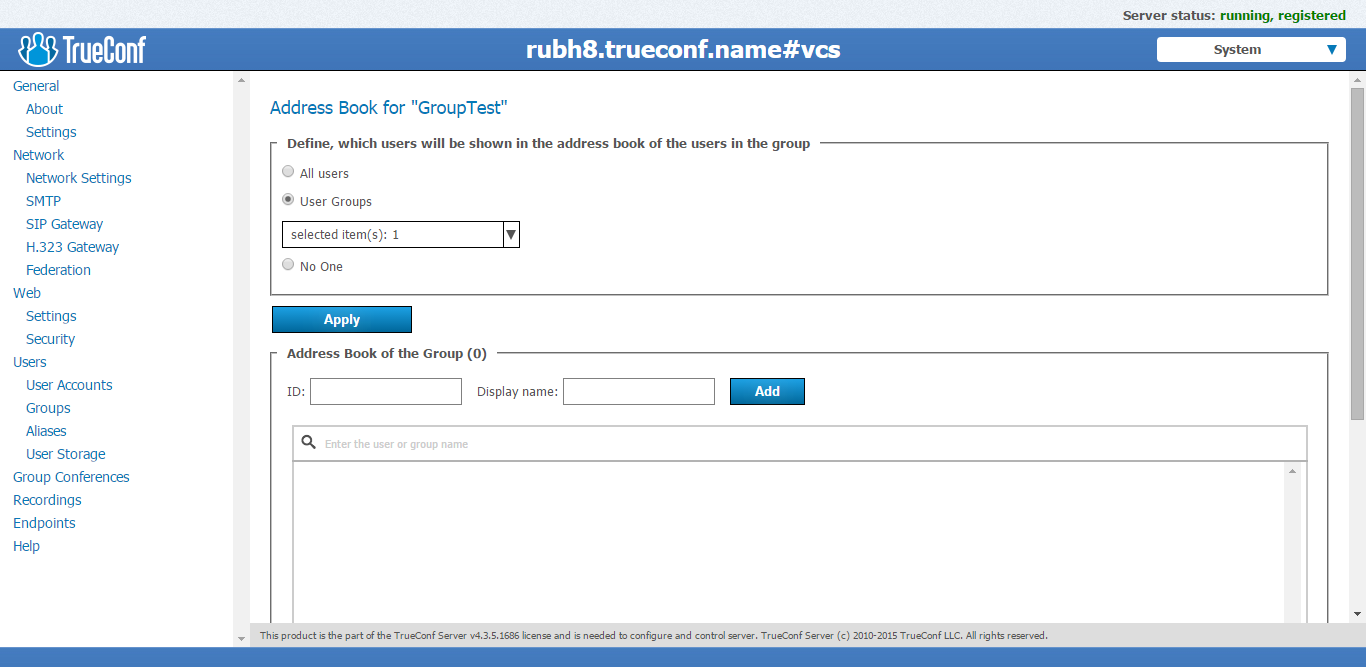 Server status: running, registered
TrueConf
rubh8.trueconf.name#vcs
System
General
About
Settings
Network
Network Settings
SMTP
SIP Gateway
H.323 Gateway
Federation
Web
Settings
Security
Users
User Accounts
Groups
Aliases
User Storage
Group Conferences
Recordings
Endpoints
Help
Address Book for "GroupTest"
Define, which users will be shown in the address book of the users in the group
All users
User Groups
selected item(s): 1
No One
Apply
Address Book of the Group (0)
ID:
Display name:
Add
Enter the user or group name
This product is the part of the TrueConf Server v4.3.5.1686 license and is needed to configure and control server. TrueConf Server (c) 2010-2015 TrueConf LLC. All rights reserved.